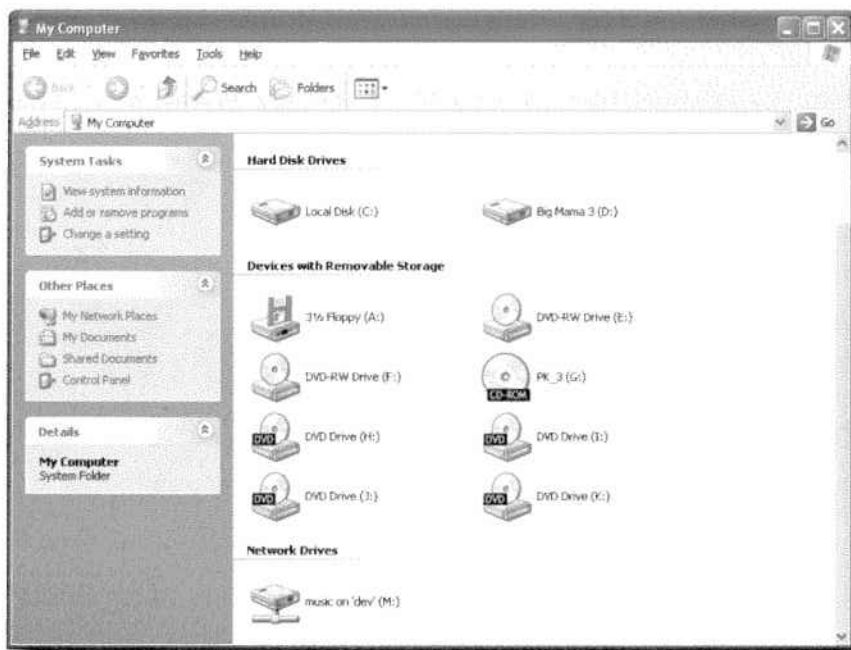 My Computer
File Edit View Favorites Tools Help
Back Search Folders
Address My Computer Go
System Tasks
View system information
Add or remove programs
Change a setting
Other Places
My Network Places
My Documents
Shared Documents
Control Panel
Details
My Computer
System Folder
Hard Disk Drives
Local Disk (C:) Big Mama 3 (D:)
Devices with Removable Storage
3½ Floppy (A:) DVD-RW Drive (E:)
DVD-RW Drive (F:) PK_3 (G:)
CD-ROM
DVD DVD Drive (H:) DVD DVD Drive (I:)
DVD DVD Drive (J:) DVD DVD Drive (K:)
Network Drives
music on 'dev' (M:)